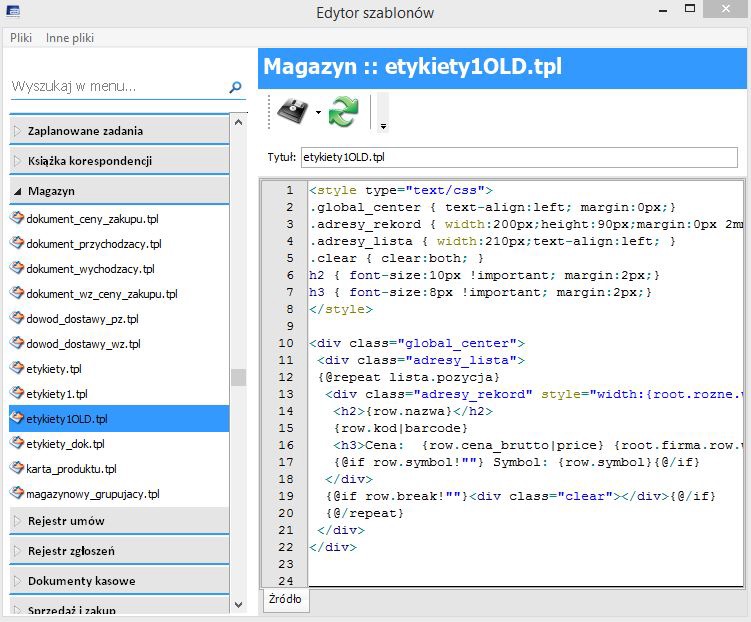 Edytor szablonów
Pliki Inne pliki
Wyszukaj w menu...
Zaplanowane zadania
Książka korespondencji
Magazyn
dokument_ceny_zakupu.tpl
dokument_przychodzacy.tpl
dokument_wychodzacy.tpl
dokument_wz_ceny_zakupu.tpl
dowod_dostawy_pz.tpl
dowod_dostawy_wz.tpl
etykiety.tpl
etykiety1.tpl
etykiety1OLD.tpl
etykiety_dok.tpl
karta_produktu.tpl
magazynowy_grupujacy.tpl
Rejestr umów
Rejestr zgłoszeń
Dokumenty kasowe
Sprzedaż i zakup
Magazyn :: etykiety1OLD.tpl
Tytuł: etykiety1OLD.tpl
1 <style type="text/css">
2 .global_center { text-align:left; margin:0px;}
3 .adresy_rekord { width:200px;height:90px;margin:0px 2mm
4 .adresy_lista { width:210px;text-align:left; }
5 .clear { clear:both; }
6 h2 { font-size:10px !important; margin:2px;}
7 h3 { font-size:8px !important; margin:2px;}
8 </style>
9
10 <div class="global_center">
11 <div class="adresy_lista">
12 {@repeat lista.pozycja}
13 <div class="adresy_rekord" style="width:{root.rozne.w
14 <h2>{row.nazwa}</h2>
15 {row.kod|barcode}
16 <h3>Cena: {row.cena_brutto|price} {root.firma.row.w
17 {@if row.symbol!""} Symbol: {row.symbol}{@/if}
18 </div>
19 {@if row.break!""}<div class="clear"></div>{@/if}
20 {@/repeat}
21 </div>
22 </div>
23
24
Źródło